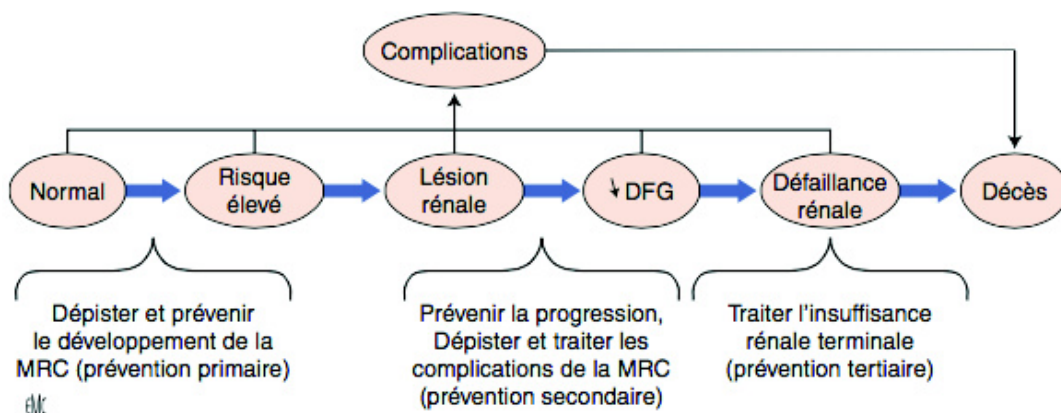 Complications
Normal
Risque
élevé
Lésion
rénale
↓ DFG
Défaillance
rénale
Décès
Dépister et prévenir
le développement de la
MRC (prévention primaire)
Prévenir la progression,
Dépister et traiter les
complications de la MRC
(prévention secondaire)
Traiter l'insuffisance
rénale terminale
(prévention tertiaire)
EMC